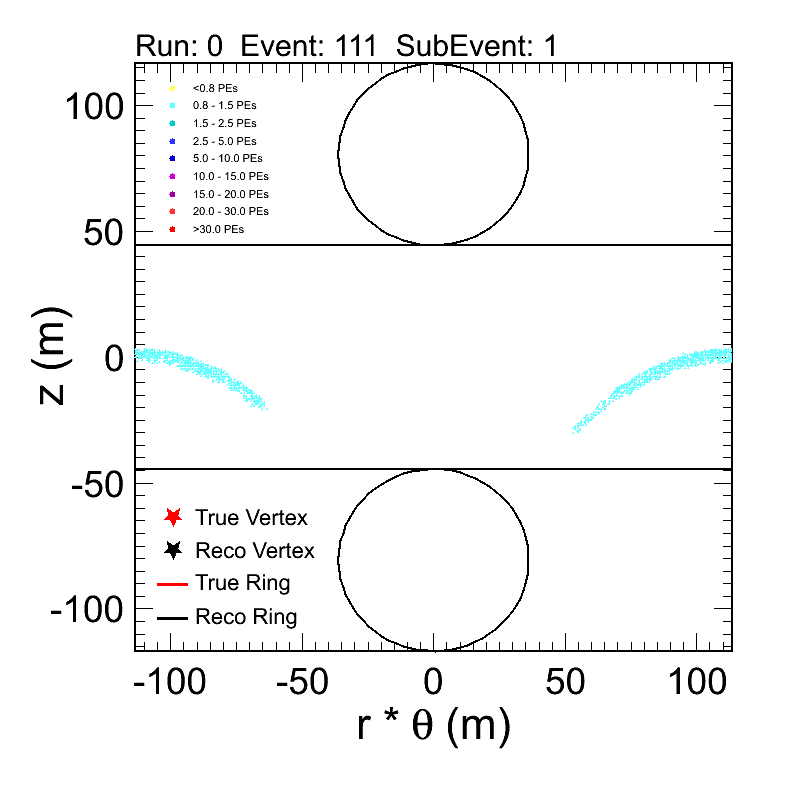 Run: 0 Event: 111 SubEvent: 1
<0.8 PEs
0.8 - 1.5 PEs
1.5 - 2.5 PEs
2.5 - 5.0 PEs
5.0 - 10.0 PEs
10.0 - 15.0 PEs
15.0 - 20.0 PEs
20.0 - 30.0 PEs
>30.0 PEs
100
50
0
-50
-100
z (m)
True Vertex
Reco Vertex
True Ring
Reco Ring
-100 -50 0 50 100
r * θ (m)